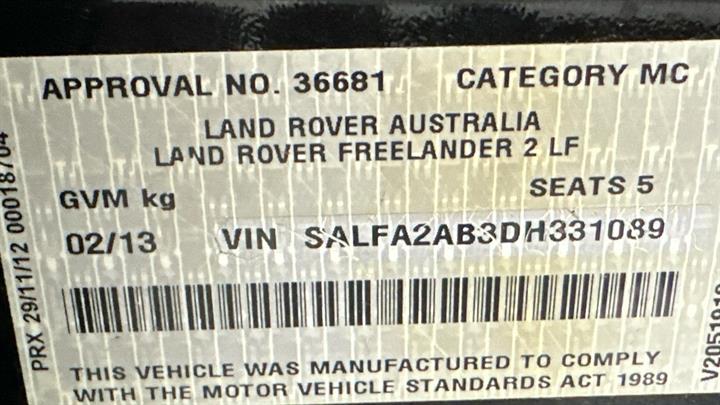 APPROVAL NO. 36681 CATEGORY MC
LAND ROVER AUSTRALIA
LAND ROVER FREELANDER 2 LF
GVM kg SEATS 5
02/13 VIN SALFA2AB3DH331089
THIS VEHICLE WAS MANUFACTURED TO COMPLY
WITH THE MOTOR VEHICLE STANDARDS ACT 1989
PRX 29/11/12 00018704